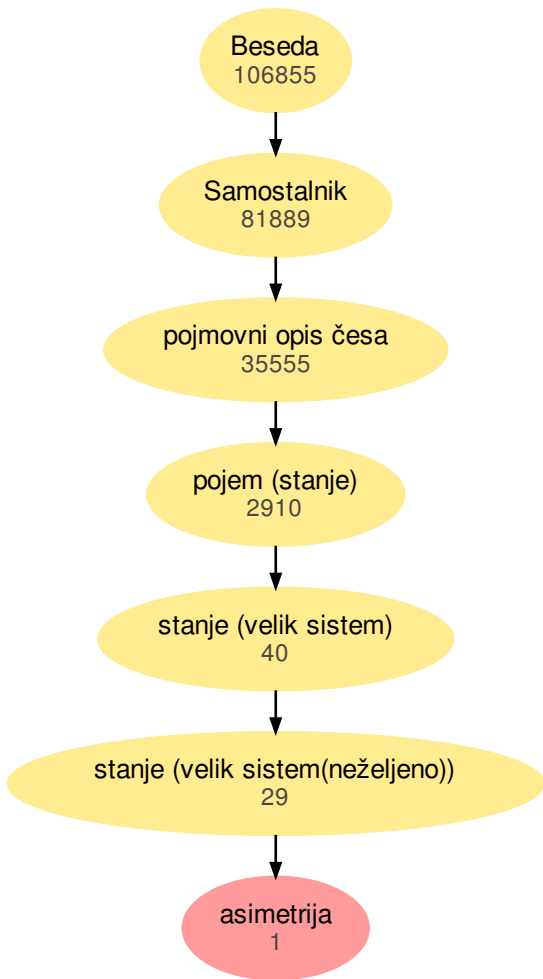 Beseda
106855
Samostalnik
81889
pojmovni opis česa
35555
pojem (stanje)
2910
stanje (velik sistem)
40
stanje (velik sistem(neželjeno))
29
asimetrija
1